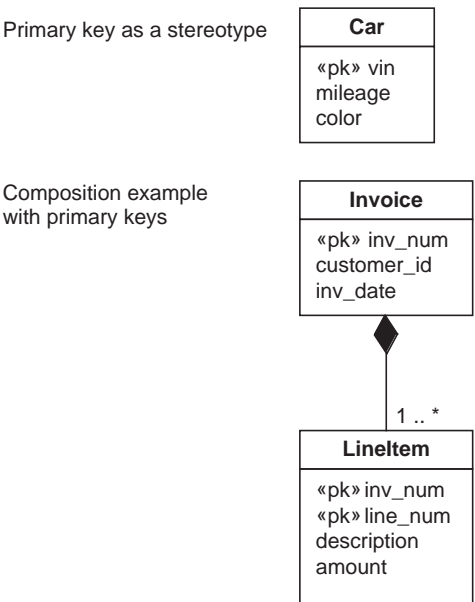 Primary key as a stereotype
Car
«pk» vin
mileage
color
Composition example
with primary keys
Invoice
«pk» inv_num
customer_id
inv_date
1 .. *
LineItem
«pk» inv_num
«pk» line_num
description
amount